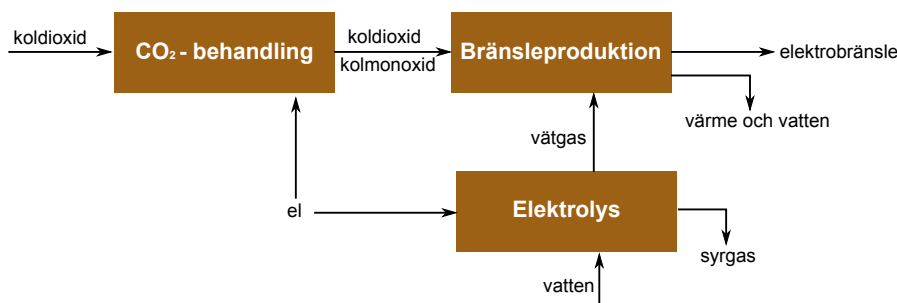 koldioxid
CO₂ - behandling
koldioxid
kolmonoxid
Bränsleproduktion
elektrobränsle
värme och vatten
vätgas
el
Elektrolys
syrgas
vatten